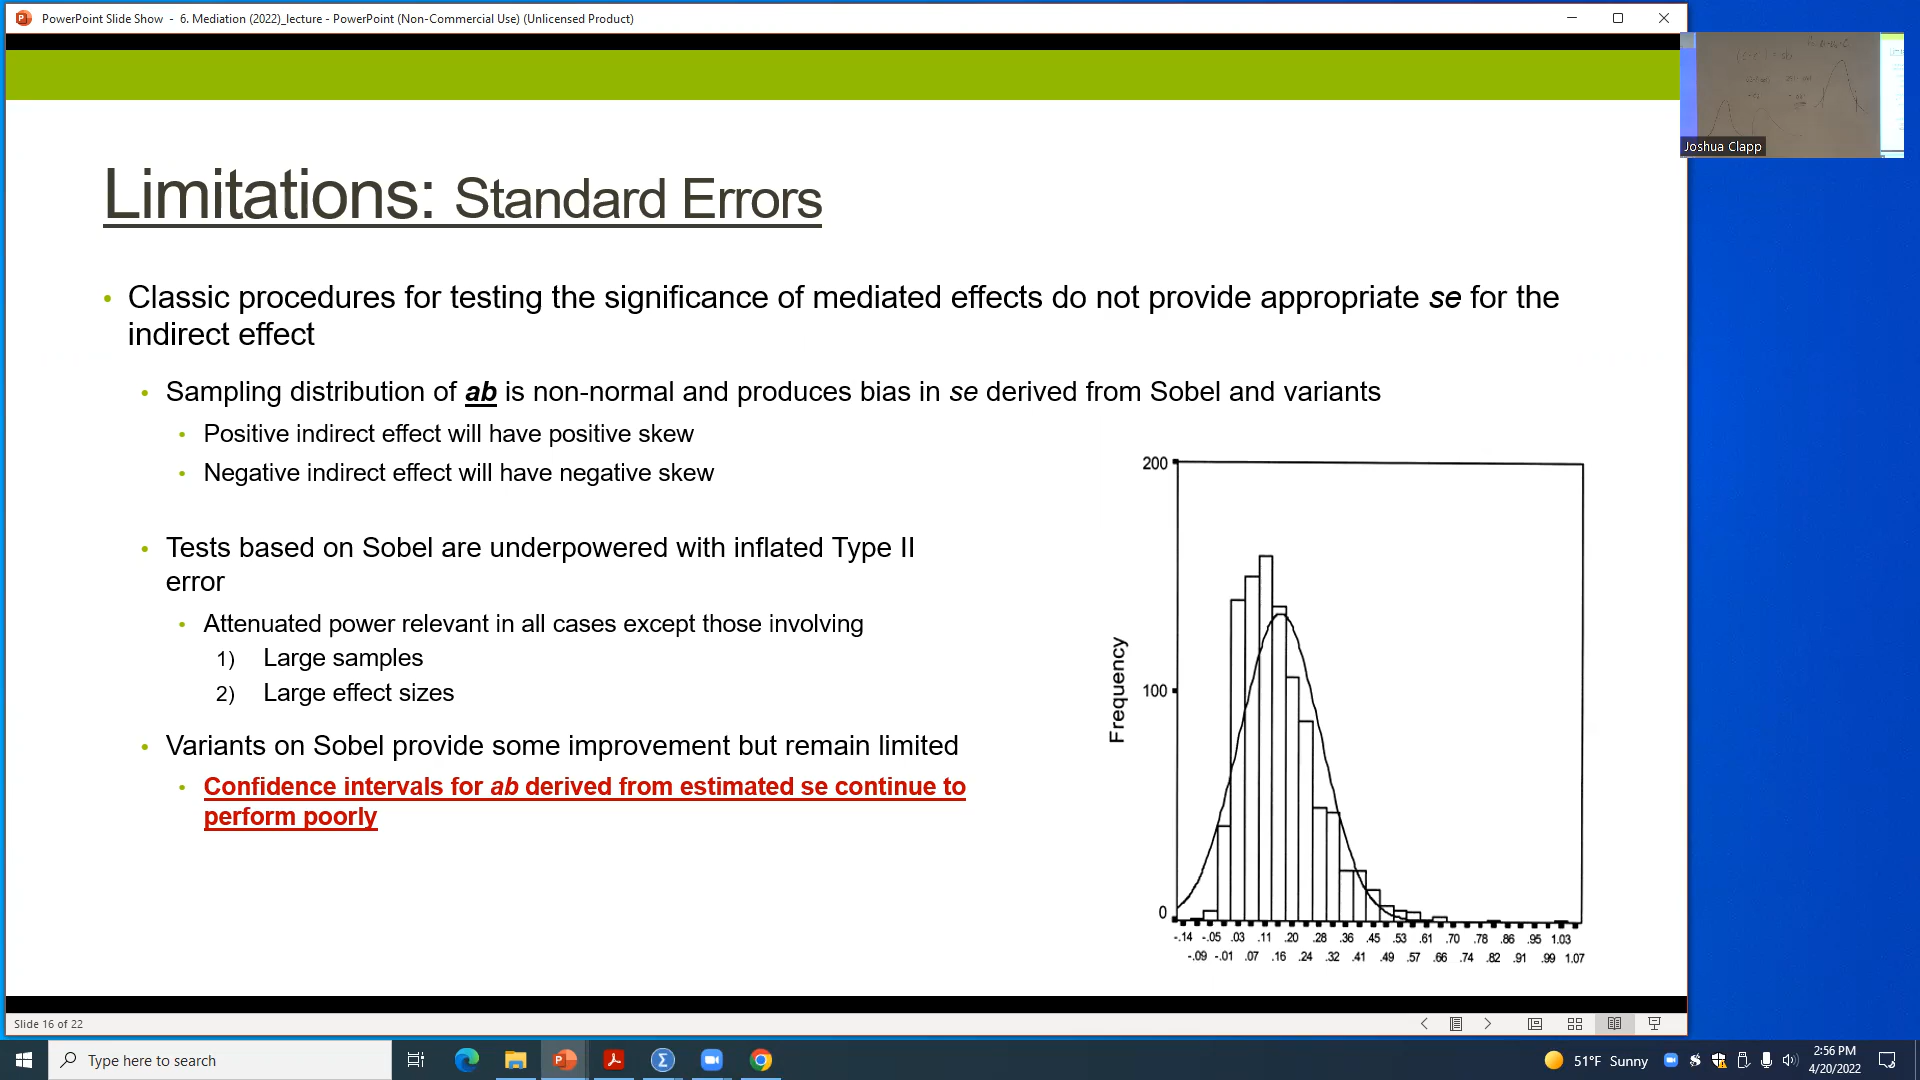 PowerPoint Slide Show - 6. Mediation (2022)_lecture - PowerPoint (Non-Commercial Use) (Unlicensed Product)
Joshua Clapp
Limitations: Standard Errors
• Classic procedures for testing the significance of mediated effects do not provide appropriate se for the
indirect effect
• Sampling distribution of ab is non-normal and produces bias in se derived from Sobel and variants
• Positive indirect effect will have positive skew
• Negative indirect effect will have negative skew
• Tests based on Sobel are underpowered with inflated Type II
error
• Attenuated power relevant in all cases except those involving
1) Large samples
2) Large effect sizes
• Variants on Sobel provide some improvement but remain limited
• Confidence intervals for ab derived from estimated se continue to
perform poorly
200
100
0
Frequency
-.14 -.05 .03 .11 .20 .28 .36 .45 .53 .61 .70 .78 .86 .95 1.03
-.09 -.01 .07 .16 .24 .32 .41 .49 .57 .66 .74 .82 .91 .99 1.07
Slide 16 of 22
Type here to search
51°F Sunny
2:56 PM
4/20/2022